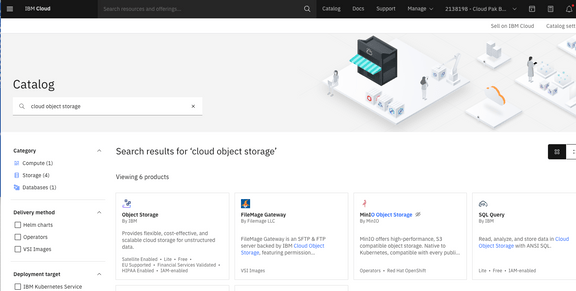 IBM Cloud
Search resources and offerings...
Catalog
Docs
Support
Manage
2138198 - Cloud Pak B...
Sell on IBM Cloud
Catalog sett
Catalog
cloud object storage
Category
Compute (1)
Storage (4)
Databases (1)
Delivery method
Helm charts
Operators
VSI Images
Deployment target
IBM Kubernetes Service
Search results for 'cloud object storage'
Viewing 6 products
Object Storage
By IBM
Provides flexible, cost-effective, and
scalable cloud storage for unstructured
data.
Satellite Enabled • Lite • Free •
EU Supported • Financial Services Validated •
HIPAA Enabled • IAM-enabled
FileMage Gateway
By Filemage LLC
FileMage Gateway is an SFTP & FTP
server backed by IBM Cloud Object
Storage, featuring permission...
VSI Images
MinIO Object Storage
By MinIO
MinIO offers high-performance, S3
compatible object storage. Native to
Kubernetes, compatible with every publi...
Operators • Red Hat OpenShift
SQL Query
By IBM
Read, analyze, and store data in Cloud
Object Storage with ANSI SQL.
Lite • Free • IAM-enabled